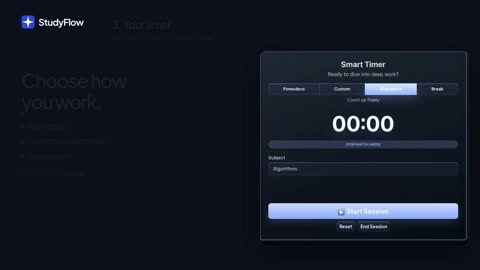 StudyFlow
3. Your timer
Choose how
you work.
Smart Timer
Ready to dive into deep work?
Pomodoro
Custom
Stopwatch
Break
Count up freely
00:00
STOPWATCH MODE
Subject
Algorithms
Start Session
Reset
End Session